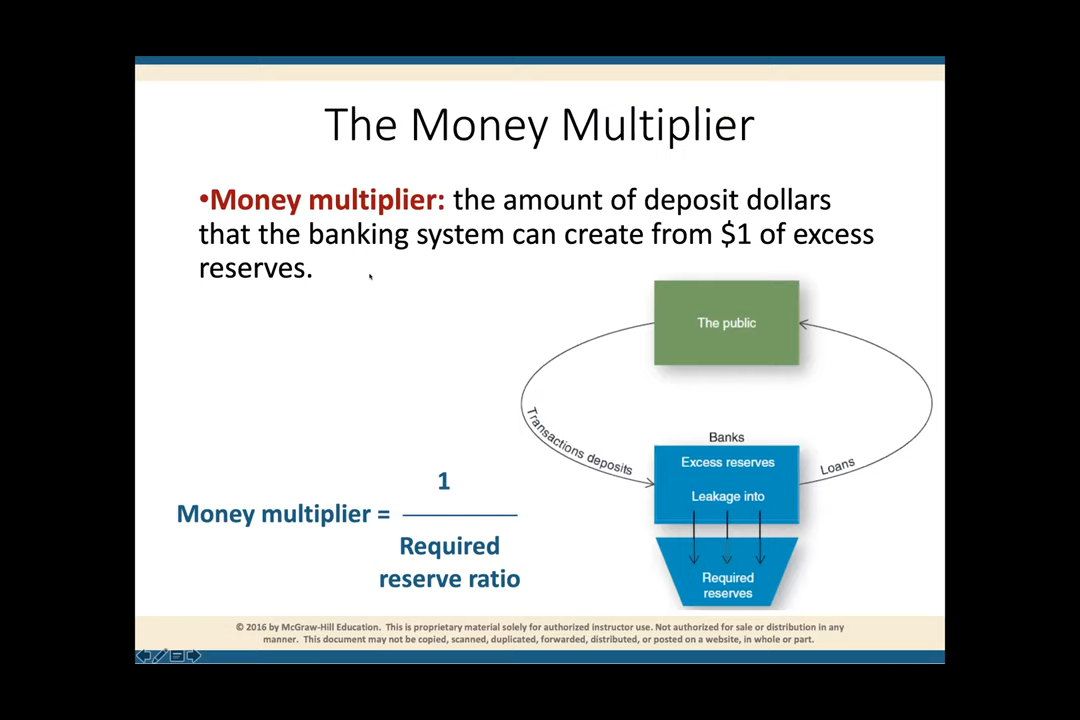 The Money Multiplier
•Money multiplier: the amount of deposit dollars
that the banking system can create from $1 of excess
reserves.
The public
Transactions deposits
Banks
Excess reserves
Loans
Leakage into
Required
reserves
1
Money multiplier =
Required
reserve ratio
© 2016 by McGraw-Hill Education. This is proprietary material solely for authorized instructor use. Not authorized for sale or distribution in any
manner. This document may not be copied, scanned, duplicated, forwarded, distributed, or posted on a website, in whole or part.